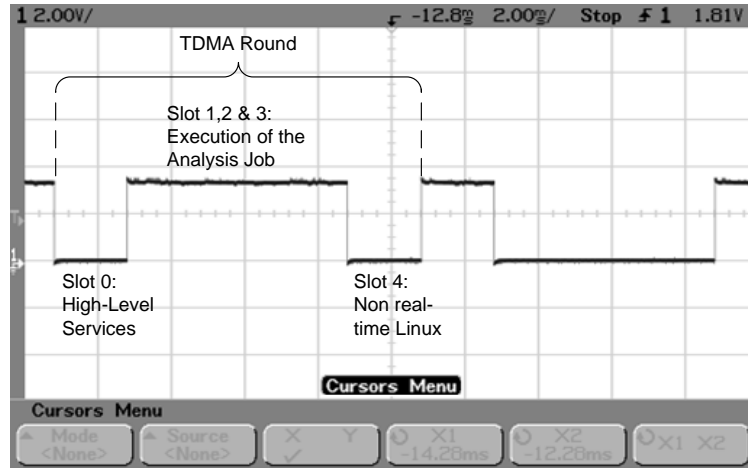 1 2.00V/ -12.8ms 2.00ms/ Stop 1 1.81V
TDMA Round
Slot 1,2 & 3:
Execution of the
Analysis Job
T
1
Slot 0:
High-Level
Services
Slot 4:
Non real-
time Linux
Cursors Menu
Cursors Menu
Mode
<None>
Source
<None>
X Y
X1
-14.28ms
X2
-12.28ms
X1 X2